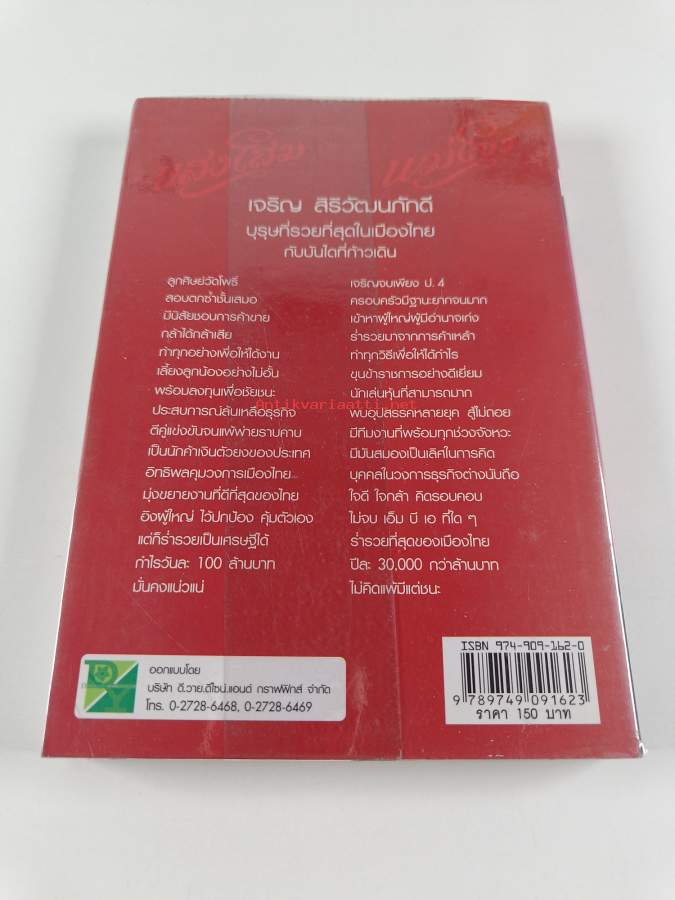 แสงโสม แม่โขง
เจริญ สิริวัฒนภักดี
บุรุษที่รวยที่สุดในเมืองไทย
กับบันไดที่ก้าวเดิน
ลูกศิษย์วัดโพธิ์ เจริญจบเพียง ป. 4
สอบตกซ้ำชั้นเสมอ ครอบครัวมีฐานะยากจนมาก
มีนิสัยชอบการค้าขาย เข้าหาผู้ใหญ่ผู้มีอำนาจเก่ง
กล้าได้กล้าเสีย ร่ำรวยมาจากการค้าเหล้า
ทำทุกอย่างเพื่อให้ได้งาน ทำทุกวิธีเพื่อให้ได้กำไร
เลี้ยงลูกน้องอย่างไม่อั้น ขุนข้าราชการอย่างดีเยี่ยม
พร้อมลงทุนเพื่อชัยชนะ นักเล่นหุ้นที่สามารถมาก
Antikvariaatti.net
ประสบการณ์ล้นเหลือธุรกิจ พบอุปสรรคหลายยุค สู้ไม่ถอย
ตีคู่แข่งขันจนแพ้พ่ายราบคาบ มีทีมงานที่พร้อมทุกช่วงจังหวะ
เป็นนักค้าเงินตัวยงของประเทศ มีมันสมองเป็นเลิศในการคิด
อิทธิพลคุมวงการเมืองไทย บุคคลในวงการธุรกิจต่างนับถือ
มุ่งขยายงานที่ดีที่สุดของไทย ใจดี ใจกล้า คิดรอบคอบ
อิงผู้ใหญ่ ไว้ปกป้อง คุ้มตัวเอง ไม่จบ เอ็ม บี เอ ที่ใด ๆ
แต่ก็ร่ำรวยเป็นเศรษฐีได้ ร่ำรวยที่สุดของเมืองไทย
กำไรวันละ 100 ล้านบาท ปีละ 30,000 กว่าล้านบาท
มั่นคงแน่วแน่ ไม่คิดแพ้มีแต่ชนะ
ISBN 974-909-162-0
9 789749 091623
ราคา 150 บาท
DY
ออกแบบโดย
บริษัท ดี.วาย.ดีไซน์.แอนด์ กราฟฟิกส์ จำกัด
โทร. 0-2728-6468, 0-2728-6469